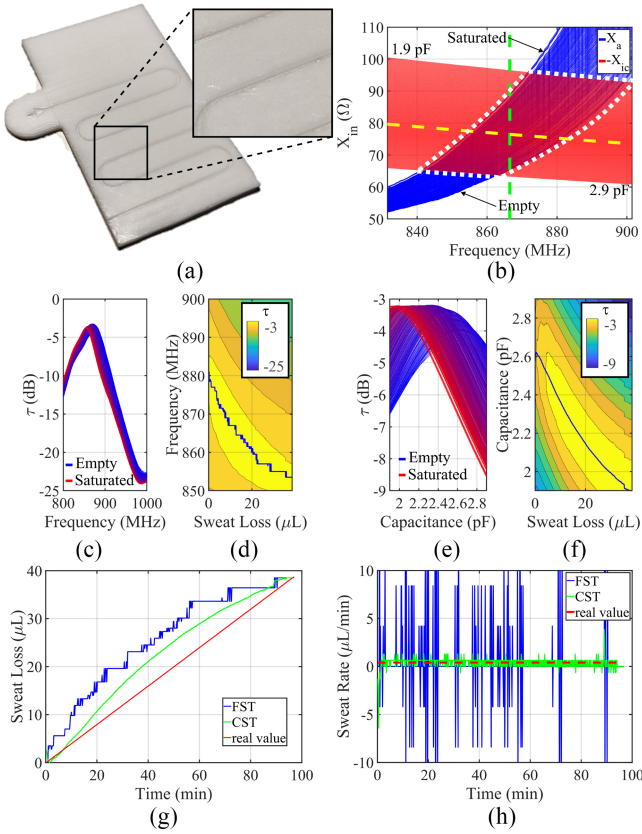 (a)
110
100
90
80
70
60
50
X_in (Ω)
840
860
880
900
Frequency (MHz)
Saturated
1.9 pF
X_a
-X_ic
2.9 pF
Empty
(b)
0
-5
-10
-15
-20
-25
τ (dB)
800
900
1000
Frequency (MHz)
Empty
Saturated
(c)
900
890
880
870
860
850
Frequency (MHz)
0
20
Sweat Loss (μL)
τ
-3
-25
(d)
-3
-4
-5
-6
-7
-8
-9
τ (dB)
2
2.2
2.4
2.6
2.8
Capacitance (pF)
Empty
Saturated
(e)
2.8
2.6
2.4
2.2
2
Capacitance (pF)
0
20
Sweat Loss (μL)
τ
-3
-9
(f)
40
30
20
10
0
Sweat Loss (μL)
0
20
40
60
80
100
Time (min)
FST
CST
real value
(g)
10
5
0
-5
-10
Sweat Rate (μL/min)
0
20
40
60
80
100
Time (min)
FST
CST
real value
(h)